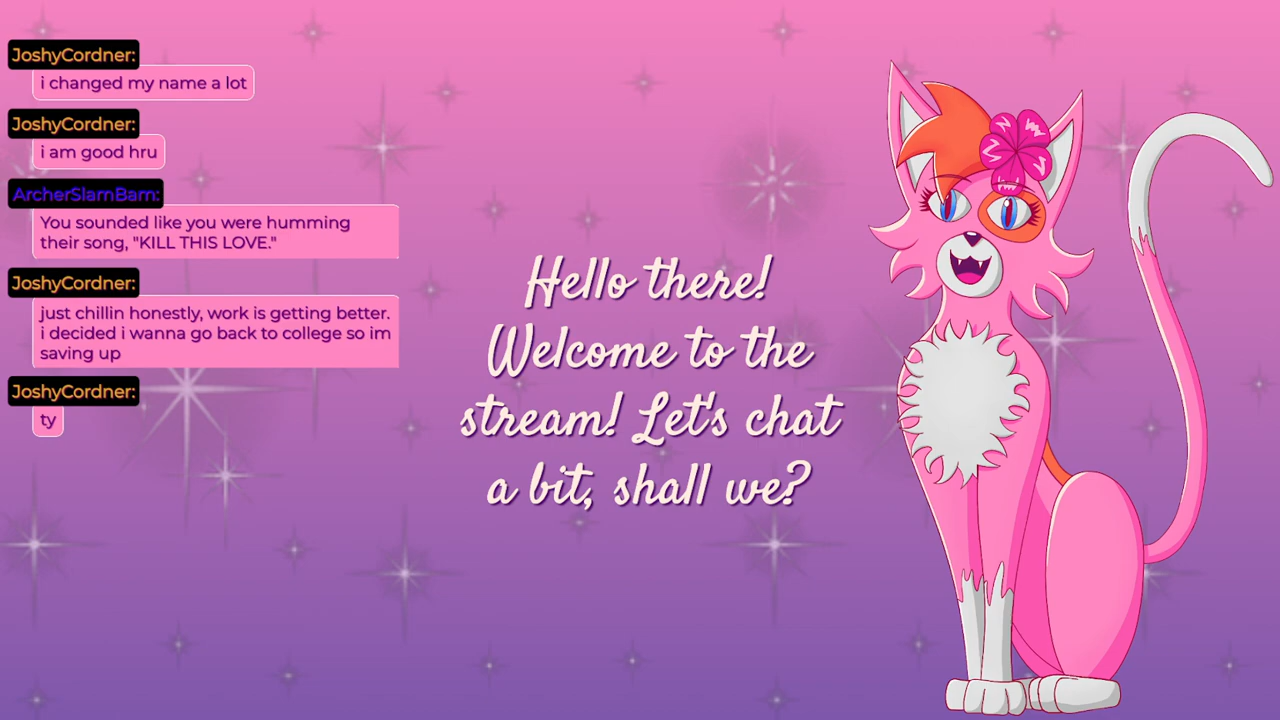 JoshyCordner:
i changed my name a lot
JoshyCordner:
i am good hru
ArcherSlamBam:
You sounded like you were humming
their song, "KILL THIS LOVE."
JoshyCordner:
just chillin honestly, work is getting better.
i decided i wanna go back to college so im
saving up
JoshyCordner:
ty
Hello there!
Welcome to the
stream! Let's chat
a bit, shall we?